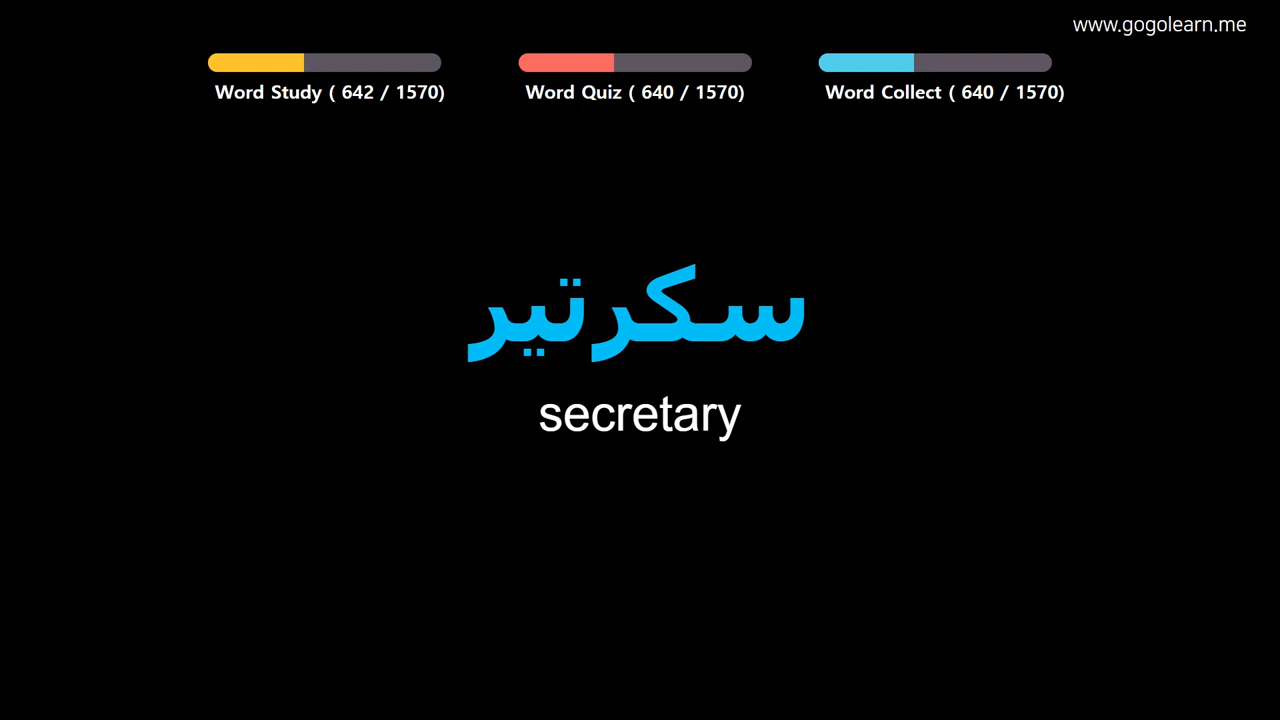 www.gogolearn.me
Word Study ( 642 / 1570)
Word Quiz ( 640 / 1570)
Word Collect ( 640 / 1570)
سکرتیر
secretary